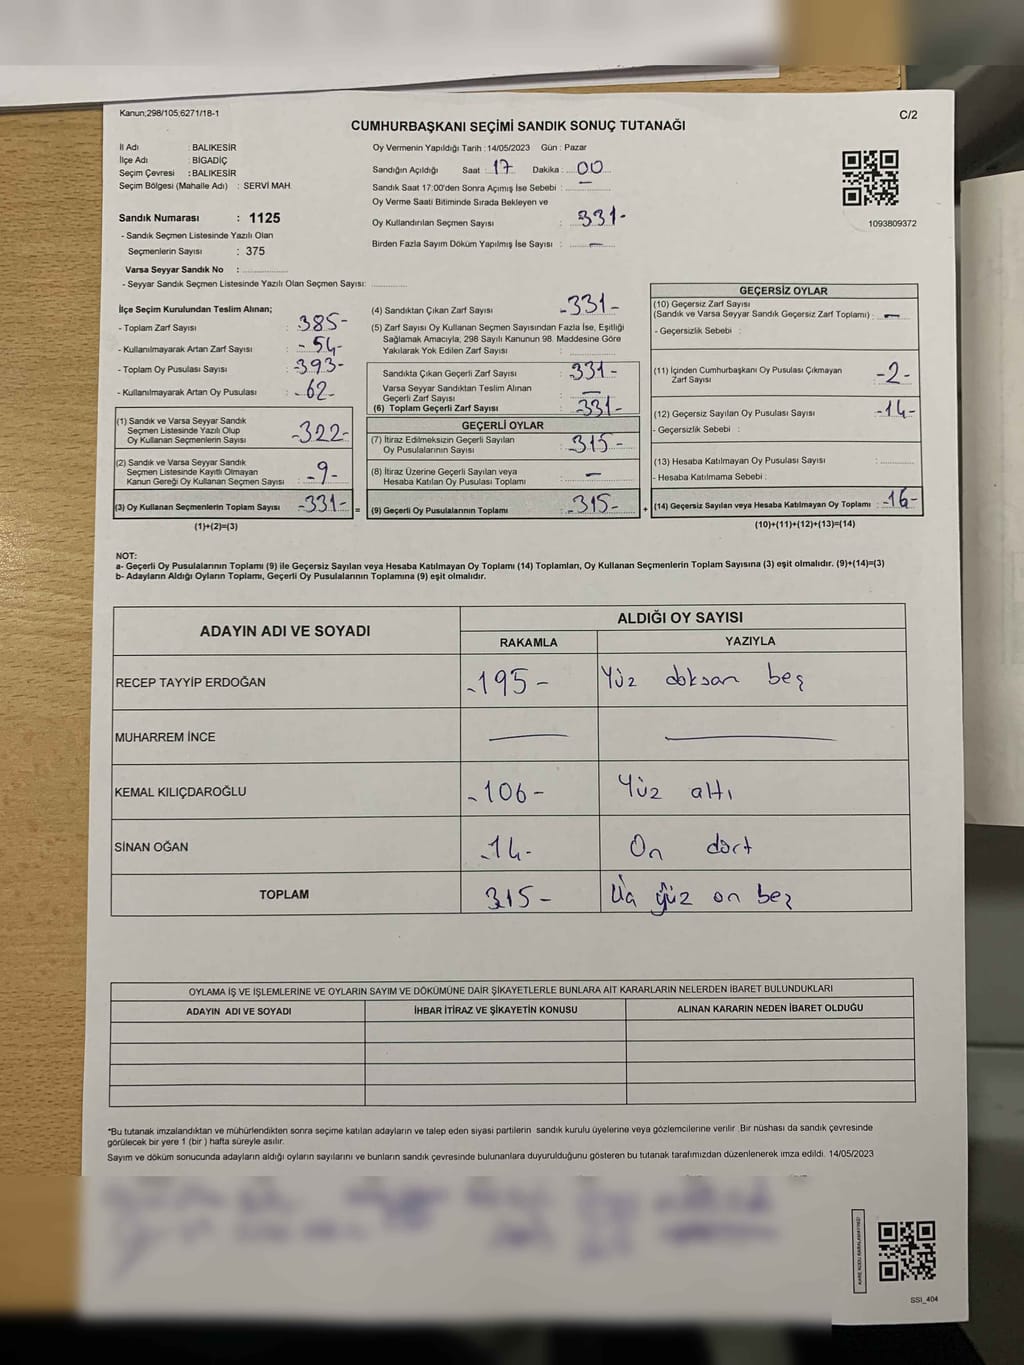 Kanun;298/105;6271/18-1
C/2
CUMHURBAŞKANI SEÇİMİ SANDIK SONUÇ TUTANAĞI
İl Adı : BALIKESİR
İlçe Adı : BİGADİÇ
Seçim Çevresi : BALIKESİR
Seçim Bölgesi (Mahalle Adı) : SERVİ MAH.
Sandık Numarası : 1125
- Sandık Seçmen Listesinde Yazılı Olan
Seçmenlerin Sayısı : 375
Varsa Seyyar Sandık No :
- Seyyar Sandık Seçmen Listesinde Yazılı Olan Seçmen Sayısı:
Oy Vermenin Yapıldığı Tarih : 14/05/2023 Gün : Pazar
Sandığın Açıldığı Saat : 17 Dakika : 00
Sandık Saat 17:00'den Sonra Açımış İse Sebebi : —
Oy Verme Saati Bitiminde Sırada Bekleyen ve
Oy Kullandırılan Seçmen Sayısı : 331-
Birden Fazla Sayım Döküm Yapılmış İse Sayısı : —
1093809372
İlçe Seçim Kurulundan Teslim Alınan;
- Toplam Zarf Sayısı : 385-
- Kullanılmayarak Artan Zarf Sayısı : -54-
- Toplam Oy Pusulası Sayısı : -393-
- Kullanılmayarak Artan Oy Pusulası : -62-
(1) Sandık ve Varsa Seyyar Sandık
Seçmen Listesinde Yazılı Olup
Oy Kullanan Seçmenlerin Sayısı -322-
(2) Sandık ve Varsa Seyyar Sandık
Seçmen Listesinde Kayıtlı Olmayan
Kanun Gereği Oy Kullanan Seçmen Sayısı : -9-
(3) Oy Kullanan Seçmenlerin Toplam Sayısı -331- =
(1)+(2)=(3)
(4) Sandıktan Çıkan Zarf Sayısı -331-
(5) Zarf Sayısı Oy Kullanan Seçmen Sayısından Fazla İse, Eşitliği
Sağlamak Amacıyla, 298 Sayılı Kanunun 98. Maddesine Göre
Yakılarak Yok Edilen Zarf Sayısı :
Sandıkta Çıkan Geçerli Zarf Sayısı : 331-
Varsa Seyyar Sandıktan Teslim Alınan
Geçerli Zarf Sayısı : —
(6) Toplam Geçerli Zarf Sayısı : -331-
GEÇERLİ OYLAR
(7) İtiraz Edilmeksizin Geçerli Sayılan
Oy Pusulalarının Sayısı : -315-
(8) İtiraz Üzerine Geçerli Sayılan veya
Hesaba Katılan Oy Pusulası Toplamı : —
(9) Geçerli Oy Pusulalarının Toplamı : -315- +
GEÇERSİZ OYLAR
(10) Geçersiz Zarf Sayısı
(Sandık ve Varsa Seyyar Sandık Geçersiz Zarf Toplamı) : —
- Geçersizlik Sebebi :
(11) İçinden Cumhurbaşkanı Oy Pusulası Çıkmayan
Zarf Sayısı -2-
(12) Geçersiz Sayılan Oy Pusulası Sayısı : -14-
- Geçersizlik Sebebi :
(13) Hesaba Katılmayan Oy Pusulası Sayısı :
- Hesaba Katılmama Sebebi :
(14) Geçersiz Sayılan veya Hesaba Katılmayan Oy Toplamı : -16-
(10)+(11)+(12)+(13)=(14)
NOT:
a- Geçerli Oy Pusulalarının Toplamı (9) ile Geçersiz Sayılan veya Hesaba Katılmayan Oy Toplamı (14) Toplamları, Oy Kullanan Seçmenlerin Toplam Sayısına (3) eşit olmalıdır. (9)+(14)=(3)
b- Adayların Aldığı Oyların Toplamı, Geçerli Oy Pusulalarının Toplamına (9) eşit olmalıdır.
ADAYIN ADI VE SOYADI
ALDIĞI OY SAYISI
RAKAMLA YAZIYLA
RECEP TAYYİP ERDOĞAN -195- Yüz doksan beş
MUHARREM İNCE — —
KEMAL KILIÇDAROĞLU -106- Yüz altı
SİNAN OĞAN -14- On dört
TOPLAM 315- yüz on beş
OYLAMA İŞ VE İŞLEMLERİNE VE OYLARIN SAYIM VE DÖKÜMÜNE DAİR ŞİKAYETLERLE BUNLARA AİT KARARLARIN NELERDEN İBARET BULUNDUKLARI
ADAYIN ADI VE SOYADI İHBAR İTİRAZ VE ŞİKAYETİN KONUSU ALINAN KARARIN NEDEN İBARET OLDUĞU
*Bu tutanak imzalandıktan ve mühürlendikten sonra seçime katılan adayların ve talep eden siyasi partilerin sandık kurulu üyelerine veya gözlemcilerine verilir. Bir nüshası da sandık çevresinde
görülecek bir yere 1 (bir ) hafta süreyle asılır.
Sayım ve döküm sonucunda adayların aldığı oyların sayılarını ve bunların sandık çevresinde bulunanlara duyurulduğunu gösteren bu tutanak tarafımızdan düzenlenerek imza edildi. 14/05/2023
SSI_404